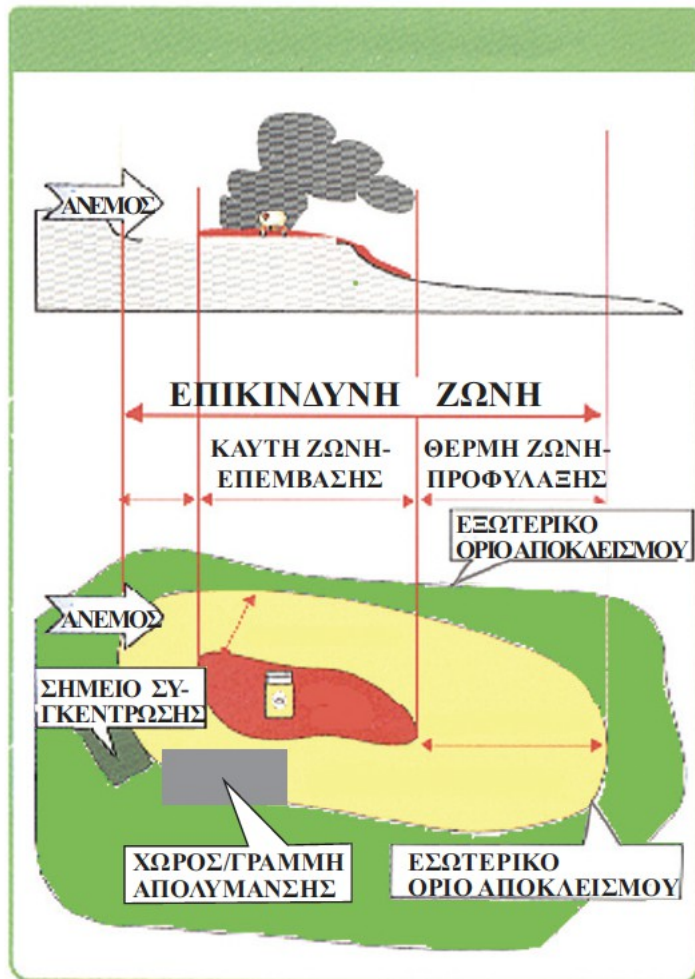 ΑΝΕΜΟΣ
ΕΠΙΚΙΝΔΥΝΗ ΖΩΝΗ
ΚΑΥΤΗ ΖΩΝΗ-
ΕΠΕΜΒΑΣΗΣ
ΘΕΡΜΗ ΖΩΝΗ-
ΠΡΟΦΥΛΑΞΗΣ
ΕΞΩΤΕΡΙΚΟ
ΟΡΙΟ ΑΠΟΚΛΕΙΣΜΟΥ
ΑΝΕΜΟΣ
ΣΗΜΕΙΟ ΣΥ-
ΓΚΕΝΤΡΩΣΗΣ
ΧΩΡΟΣ/ΓΡΑΜΜΗ
ΑΠΟΛΥΜΑΝΣΗΣ
ΕΣΩΤΕΡΙΚΟ
ΟΡΙΟ ΑΠΟΚΛΕΙΣΜΟΥ